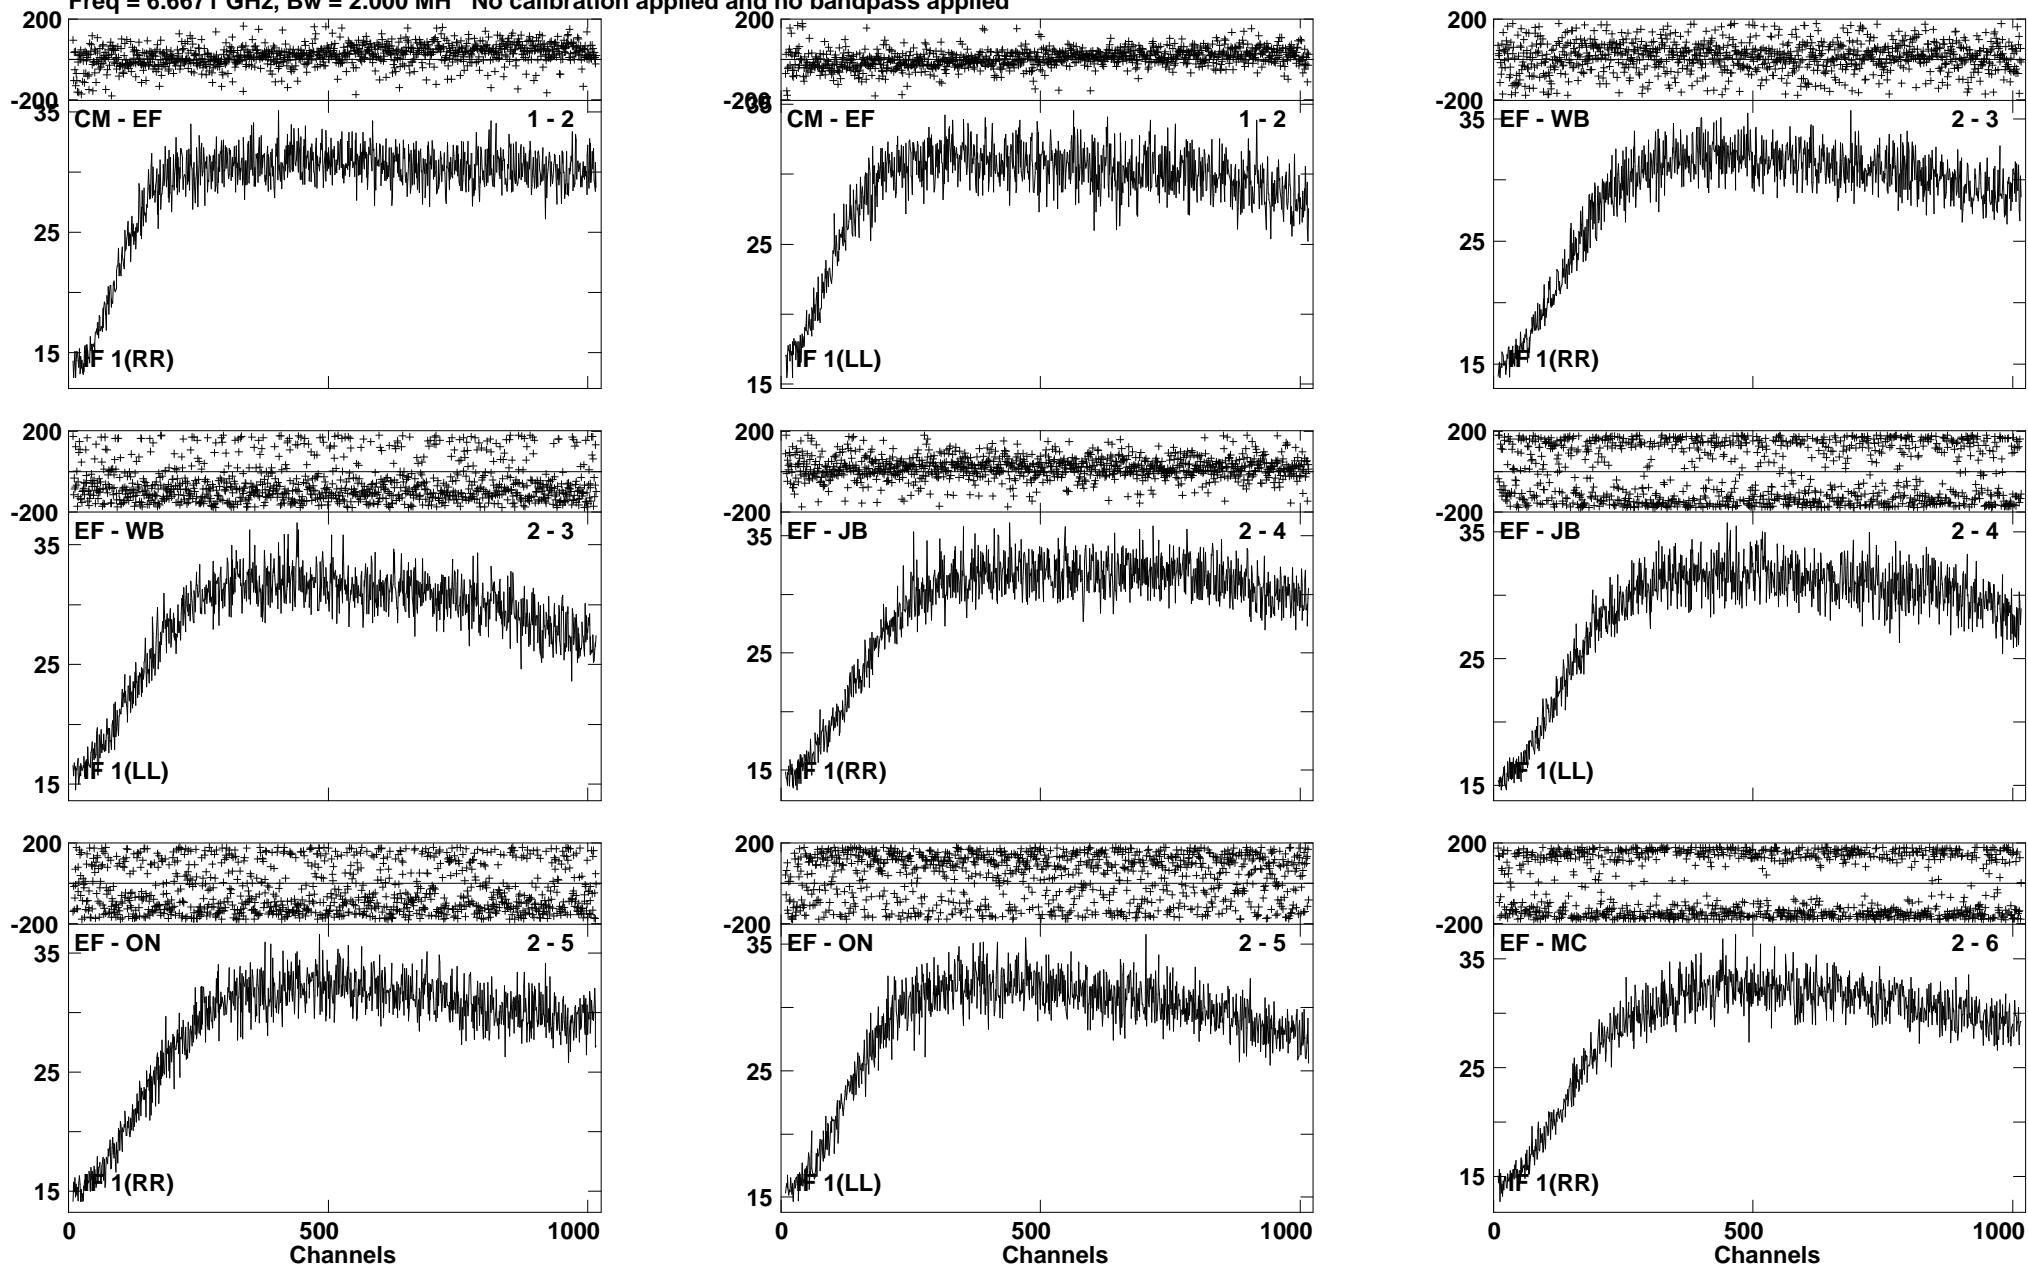 Freq = 6.6671 GHz, Bw = 2.000 MH No calibration applied and no bandpass applied
200 200 200
-200 -200 -200
35 35 35
CM - EF 1 - 2 CM - EF 1 - 2 EF - WB 2 - 3
25 25 25
15 15 15
IF 1(RR) IF 1(LL) IF 1(RR)
200 200 200
-200 -200 -200
EF - WB 2 - 3 EF - JB 2 - 4 EF - JB 2 - 4
35 35 35
25 25 25
15 15 15
IF 1(LL) IF 1(RR) IF 1(LL)
200 200 200
-200 -200 -200
EF - ON 2 - 5 EF - ON 2 - 5 EF - MC 2 - 6
35 35 35
25 25 25
15 15 15
IF 1(RR) IF 1(LL) IF 1(RR)
0 500 1000 0 500 1000 0 500 1000
Channels Channels Channels